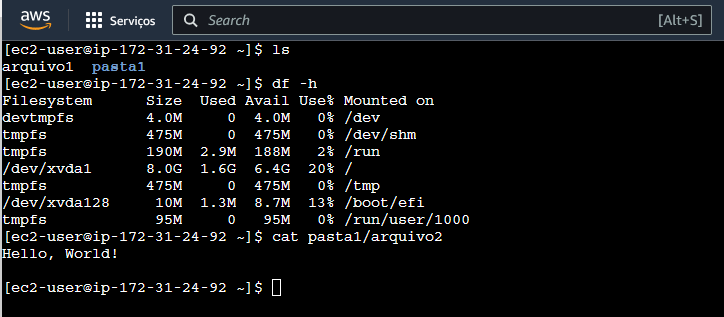 aws Serviços Search [Alt+S]
[ec2-user@ip-172-31-24-92 ~]$ ls
arquivo1  pasta1
[ec2-user@ip-172-31-24-92 ~]$ df -h
Filesystem      Size  Used Avail Use% Mounted on
devtmpfs        4.0M     0  4.0M   0% /dev
tmpfs           475M     0  475M   0% /dev/shm
tmpfs           190M  2.9M  188M   2% /run
/dev/xvda1      8.0G  1.6G  6.4G  20% /
tmpfs           475M     0  475M   0% /tmp
/dev/xvda128     10M  1.3M  8.7M  13% /boot/efi
tmpfs            95M     0   95M   0% /run/user/1000
[ec2-user@ip-172-31-24-92 ~]$ cat pasta1/arquivo2
Hello, World!
[ec2-user@ip-172-31-24-92 ~]$